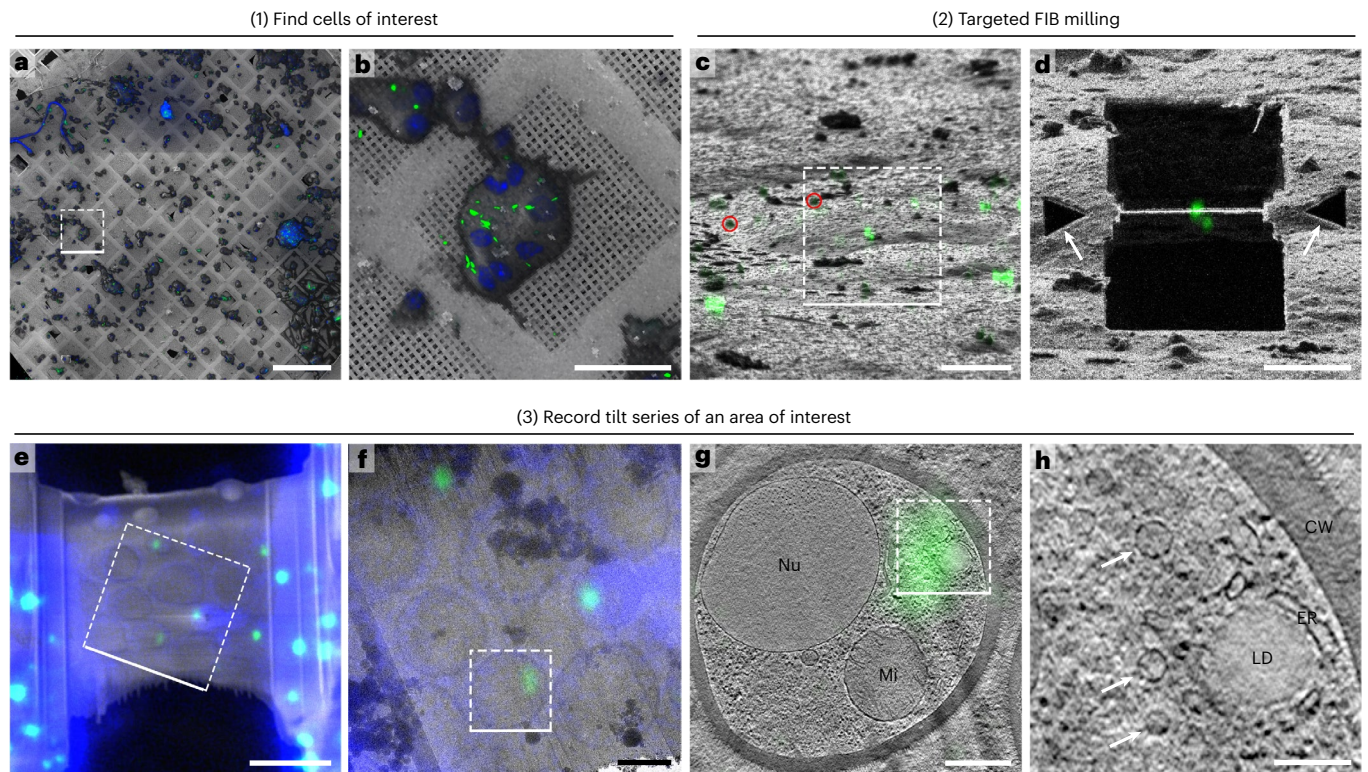 (1) Find cells of interest
(2) Targeted FIB milling
a
b
c
d
(3) Record tilt series of an area of interest
e
f
g
h
Nu
Mi
CW
ER
LD